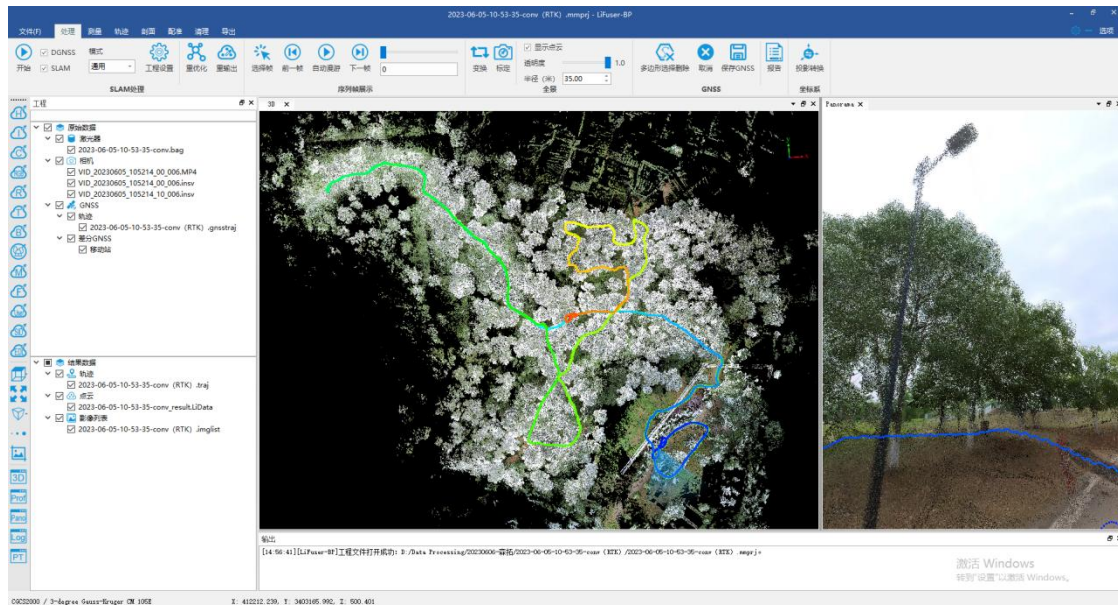 2023-06-05-10-53-35-conv (RTK) .mmprj - LiFuser-BP
文件(F) 处理 测量 轨迹 剖面 配准 清理 导出 选项
开始 DGNSS SLAM 模式 通用 工程设置 重优化 重输出 选择帧 前一帧 自动漫游 下一帧 0 变换 标定 显示点云 透明度 1.0 半径 (米) 35.00 多边形选择删除 取消 保存GNSS 报告 投影转换
SLAM处理 序列帧展示 全景 GNSS 坐标系
工程 3D Panorama
原始数据
激光器
2023-06-05-10-53-35-conv.bag
相机
VID_20230605_105214_00_006.MP4
VID_20230605_105214_00_006.insv
VID_20230605_105214_10_006.insv
GNSS
轨迹
2023-06-05-10-53-35-conv (RTK) .gnsstraj
差分GNSS
移动站
结果数据
轨迹
2023-06-05-10-53-35-conv (RTK) .traj
点云
2023-06-05-10-53-35-conv_result.LiData
影像列表
2023-06-05-10-53-35-conv (RTK) .imglist
3D
Prof
Pano
Log
PT
输出
[14:56:41][LiFuser-BP]工程文件打开成功: D:/Data Processing/20230606-森拓/2023-06-05-10-53-35-conv (RTK) /2023-06-05-10-53-35-conv (RTK) .mmprj。
激活 Windows
转到"设置"以激活 Windows。
CGCS2000 / 3-degree Gauss-Kruger CM 105E X: 412212.239, Y: 3403165.992, Z: 500.401